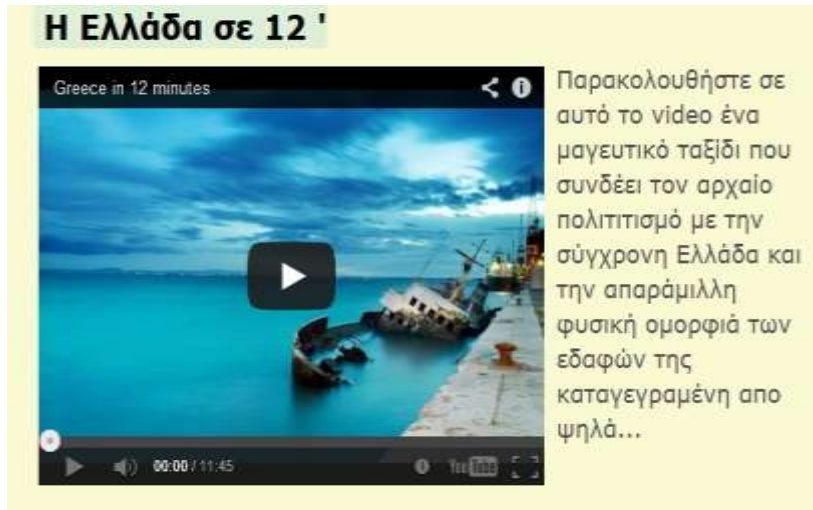 Η Ελλάδα σε 12 '
Greece in 12 minutes
Παρακολουθήστε σε
αυτό το video ένα
μαγευτικό ταξίδι που
συνδέει τον αρχαίο
πολιτιτισμό με την
σύγχρονη Ελλάδα και
την απαράμιλλη
φυσική ομορφιά των
εδαφών της
καταγεγραμένη απο
ψηλά...
00:00 / 11:45
YouTube